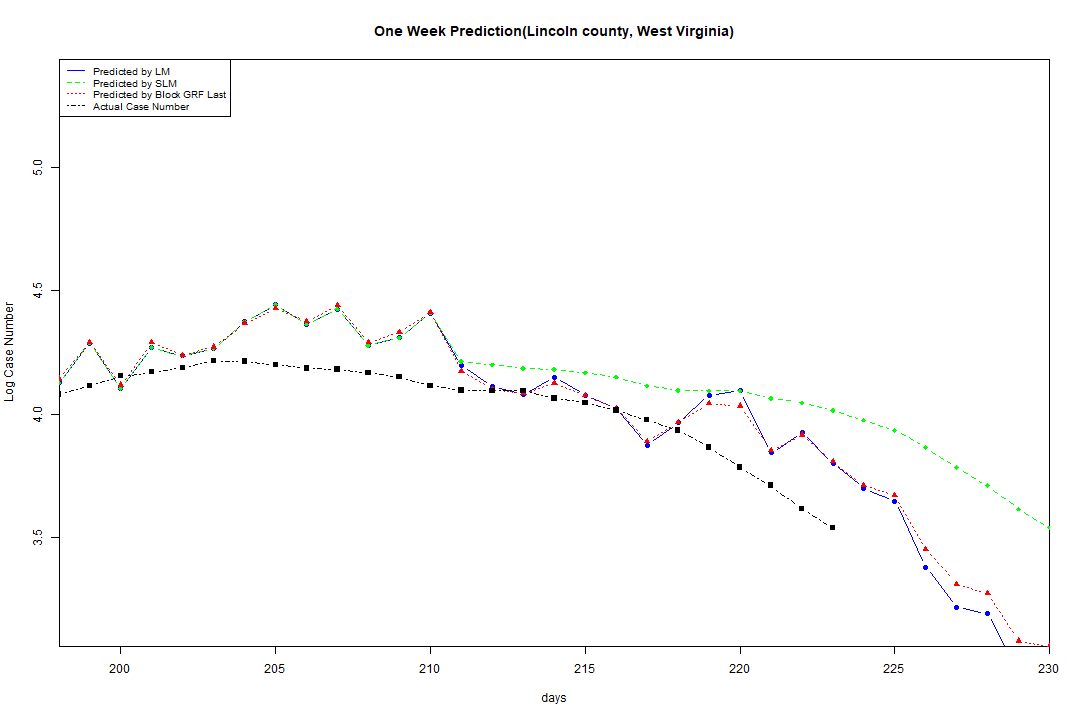 One Week Prediction(Lincoln county, West Virginia)
Predicted by LM
Predicted by SLM
Predicted by Block GRF Last
Actual Case Number
Log Case Number
5.0
4.5
4.0
3.5
200 205 210 215 220 225 230
days